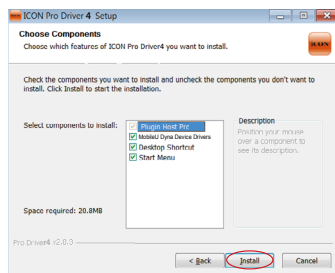 ICON Pro Driver 4 Setup
Choose Components
Choose which features of ICON Pro Driver4 you want to install.
ICON
Check the components you want to install and uncheck the components you don't want to
install. Click Install to start the installation.
Select components to install:
Plugin Host Pre
MobileU Dyna Device Drivers
Desktop Shortcut
Start Menu
Description
Position your mouse
over a component to
see its description.
Space required: 20.8MB
Pro Driver4 v2.0.3
< Back
Install
Cancel